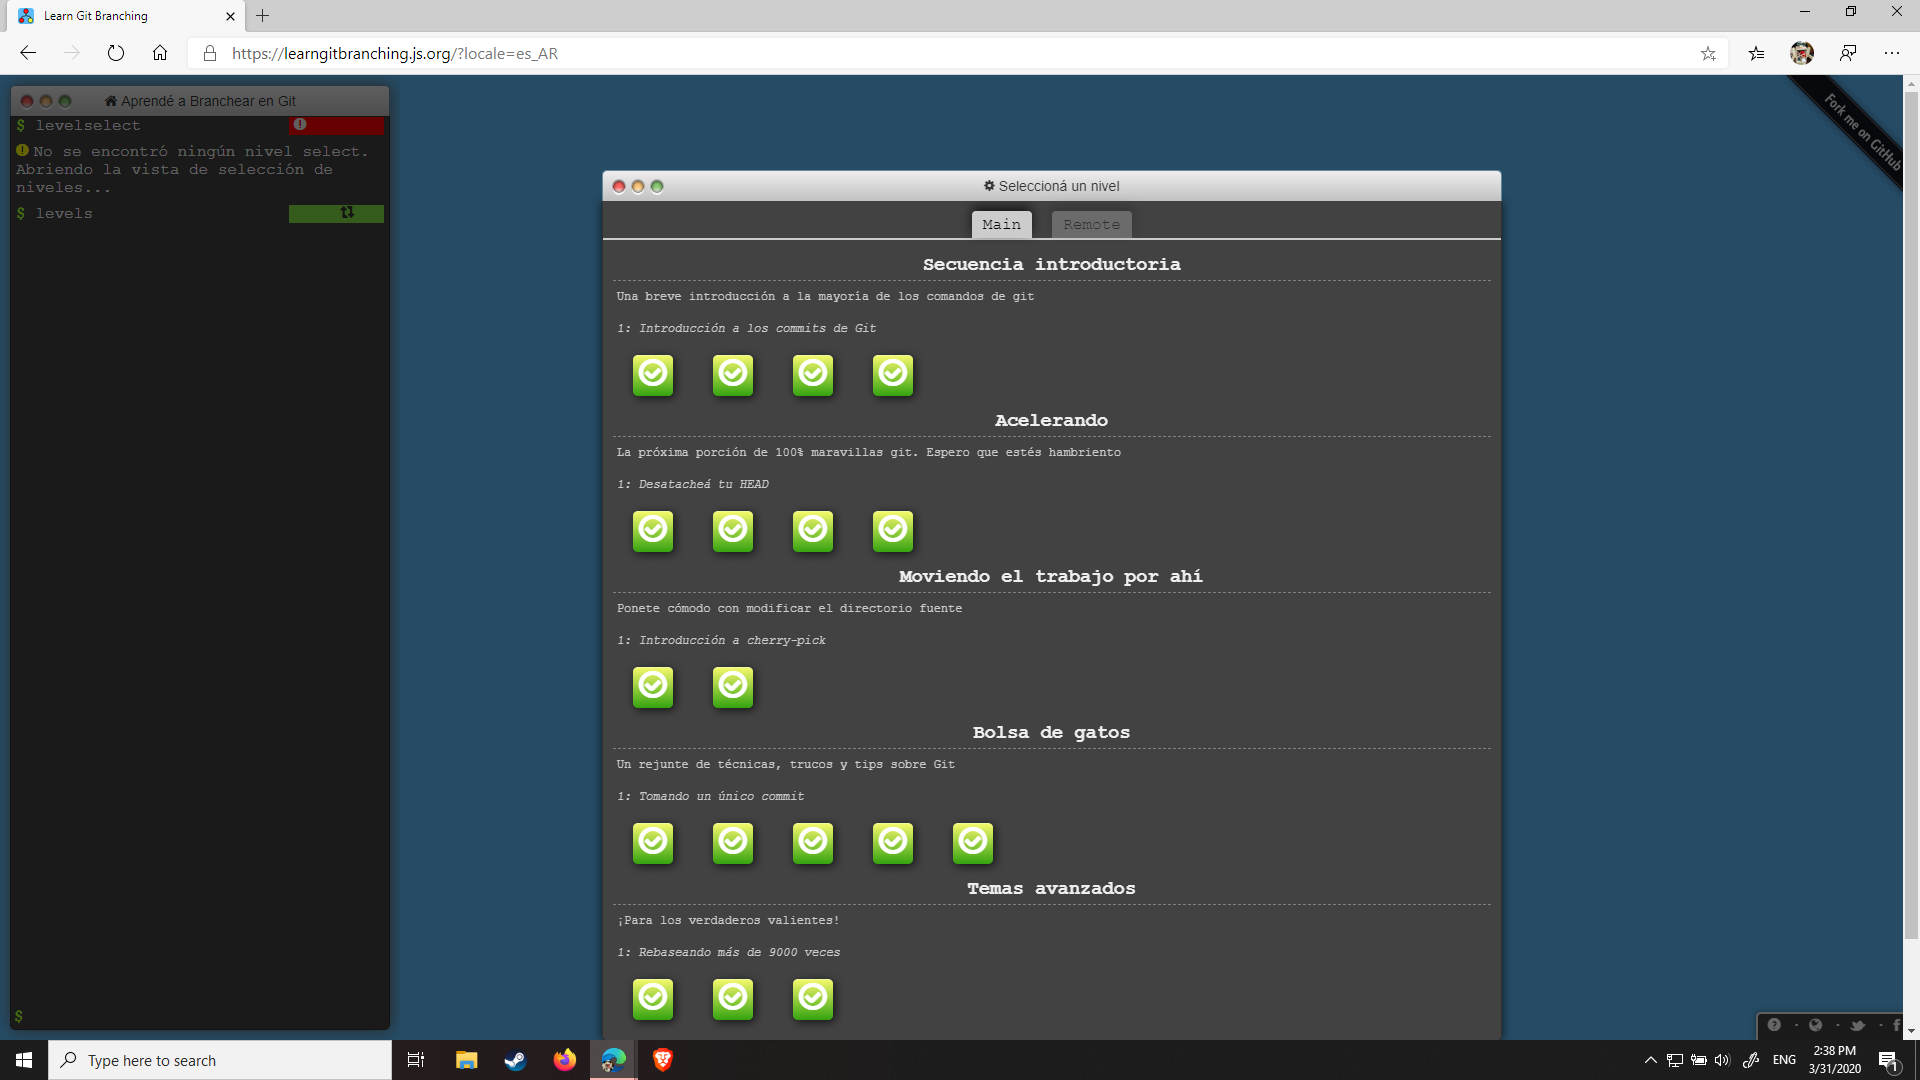 Learn Git Branching
https://learngitbranching.js.org/?locale=es_AR
Aprendé a Branchear en Git
$ levelselect
No se encontró ningún nivel select.
Abriendo la vista de selección de
niveles...
$ levels
$
Fork me on GitHub
Seleccioná un nivel
Main
Remote
Secuencia introductoria
Una breve introducción a la mayoría de los comandos de git
1: Introducción a los commits de Git
Acelerando
La próxima porción de 100% maravillas git. Espero que estés hambriento
1: Desatacheá tu HEAD
Moviendo el trabajo por ahí
Ponete cómodo con modificar el directorio fuente
1: Introducción a cherry-pick
Bolsa de gatos
Un rejunte de técnicas, trucos y tips sobre Git
1: Tomando un único commit
Temas avanzados
¡Para los verdaderos valientes!
1: Rebaseando más de 9000 veces
Type here to search
ENG
2:38 PM
3/31/2020
1